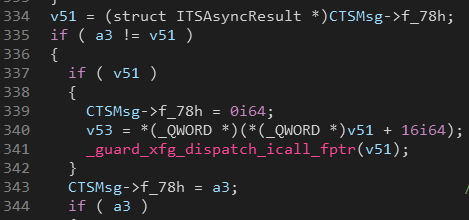 334 v51 = (struct ITSAsyncResult *)CTSMsg->f_78h;
335 if ( a3 != v51 )
336 {
337 if ( v51 )
338 {
339 CTSMsg->f_78h = 0i64;
340 v53 = *(_QWORD *)(*(_QWORD *)v51 + 16i64);
341 _guard_xfg_dispatch_icall_fptr(v51);
342 }
343 CTSMsg->f_78h = a3;
344 if ( a3 )